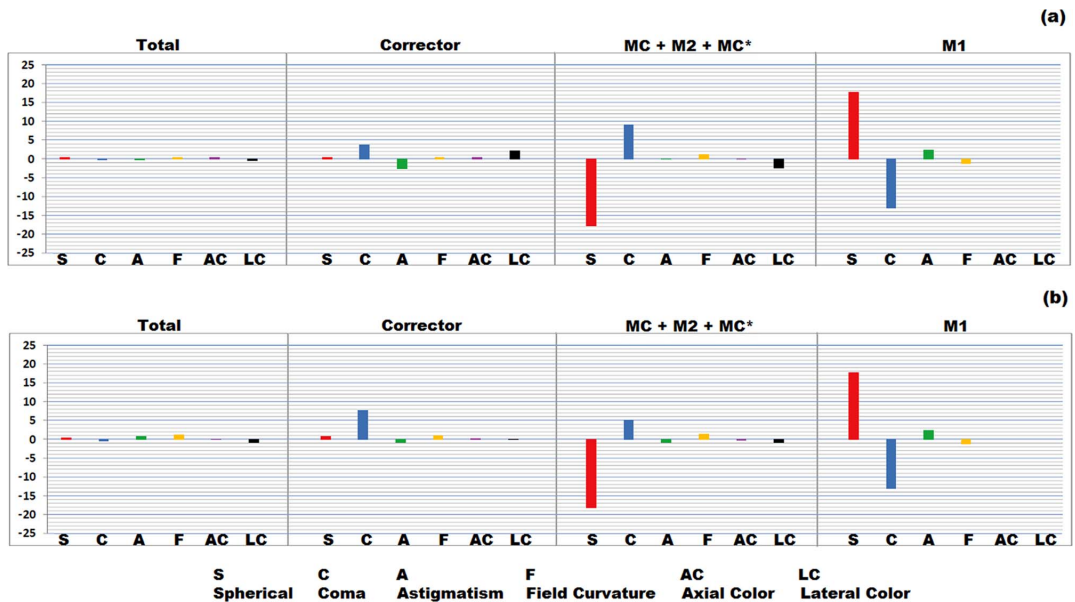 (a)
Total Corrector MC + M2 + MC* M1
25
20
15
10
5
0
-5
-10
-15
-20
-25
S C A F AC LC S C A F AC LC S C A F AC LC S C A F AC LC
(b)
Total Corrector MC + M2 + MC* M1
25
20
15
10
5
0
-5
-10
-15
-20
-25
S C A F AC LC S C A F AC LC S C A F AC LC S C A F AC LC
S C A F AC LC
Spherical Coma Astigmatism Field Curvature Axial Color Lateral Color